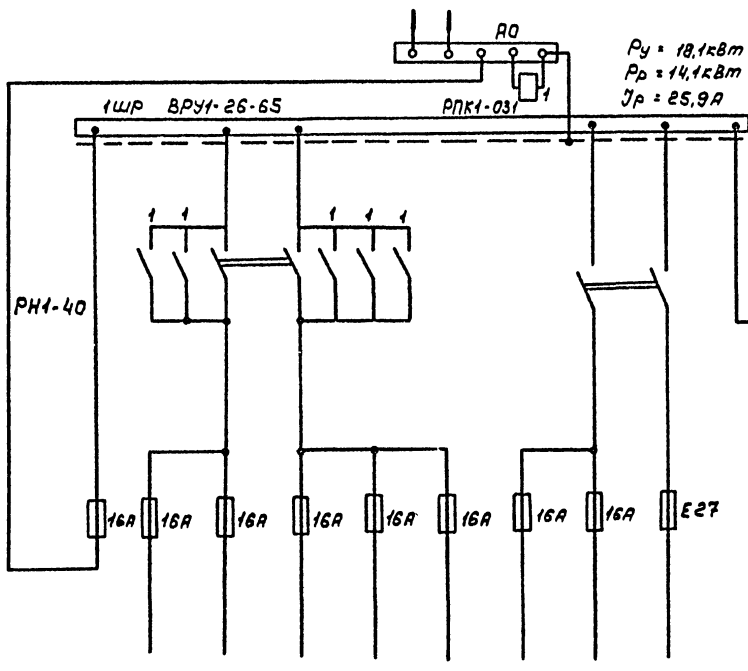 АО
Ру = 18,1кВт
Рр = 14,1кВт
Јр = 25,9А
1
1ШР ВРУ1-26-65 РПК1-031
1 1 1 1 1
РН1-40
16А 16А 16А 16А 16А 16А 16А 16А Е27